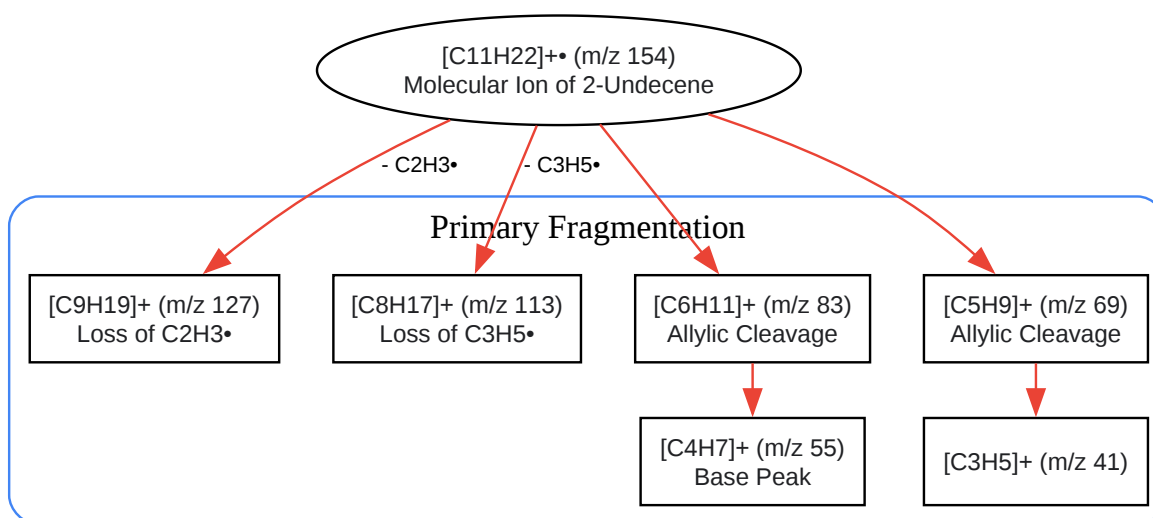 [C11H22]+• (m/z 154)
Molecular Ion of 2-Undecene
- C2H3•
- C3H5•
Primary Fragmentation
[C9H19]+ (m/z 127)
Loss of C2H3•
[C8H17]+ (m/z 113)
Loss of C3H5•
[C6H11]+ (m/z 83)
Allylic Cleavage
[C5H9]+ (m/z 69)
Allylic Cleavage
[C4H7]+ (m/z 55)
Base Peak
[C3H5]+ (m/z 41)